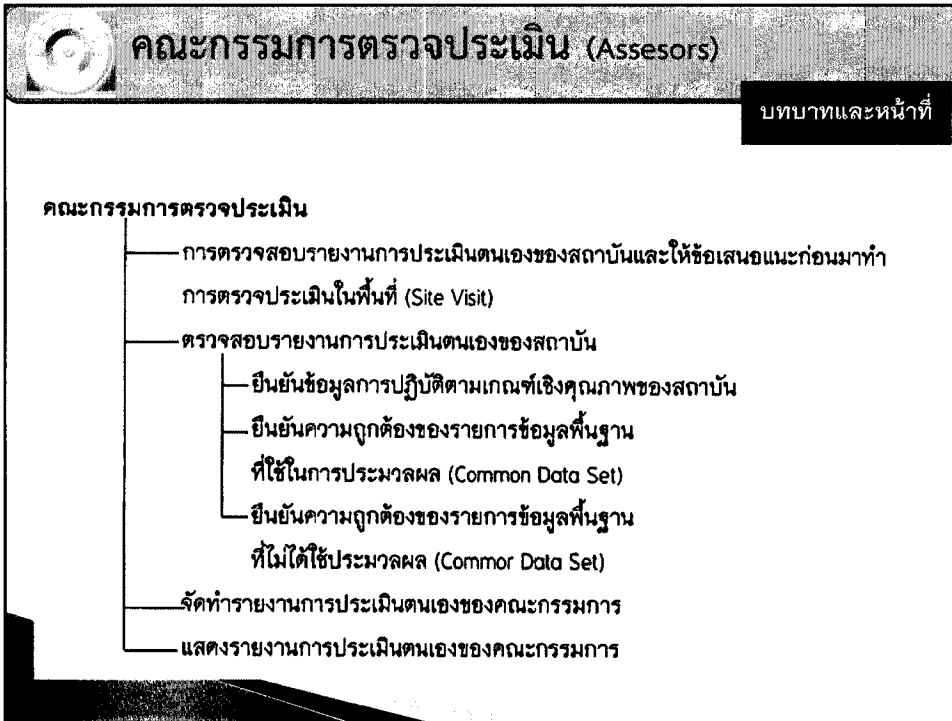 คณะกรรมการตรวจประเมิน (Assesors)
บทบาทและหน้าที่
คณะกรรมการตรวจประเมิน
การตรวจสอบรายงานการประเมินตนเองของสถาบันและให้ข้อเสนอแนะก่อนมาทำ
การตรวจประเมินในพื้นที่ (Site Visit)
ตรวจสอบรายงานการประเมินตนเองของสถาบัน
ยืนยันข้อมูลการปฏิบัติตามเกณฑ์เชิงคุณภาพของสถาบัน
ยืนยันความถูกต้องของรายการข้อมูลพื้นฐาน
ที่ใช้ในการประมวลผล (Common Data Set)
ยืนยันความถูกต้องของรายการข้อมูลพื้นฐาน
ที่ไม่ได้ใช้ประมวลผล (Commor Data Set)
จัดทำรายงานการประเมินตนเองของคณะกรรมการ
แสดงรายงานการประเมินตนเองของคณะกรรมการ